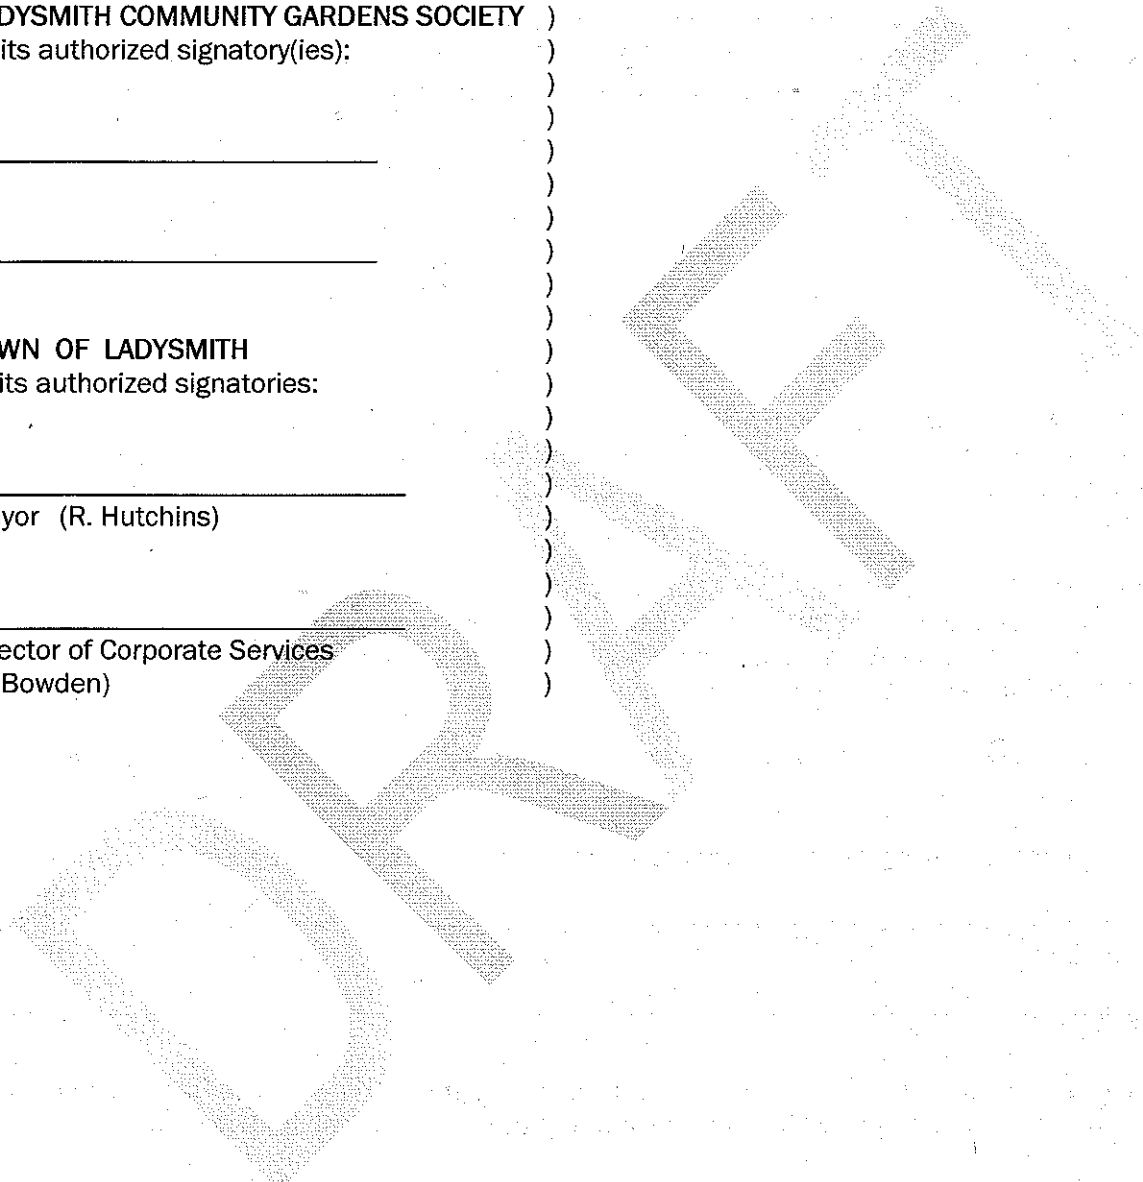 DYSMITH COMMUNITY GARDENS SOCIETY )
its authorized signatory(ies): )
)
)
)
)
)
)
)
)
WN OF LADYSMITH )
its authorized signatories: )
)
)
)
yor (R. Hutchins) )
)
)
)
ector of Corporate Services )
Bowden) )
DRAFT